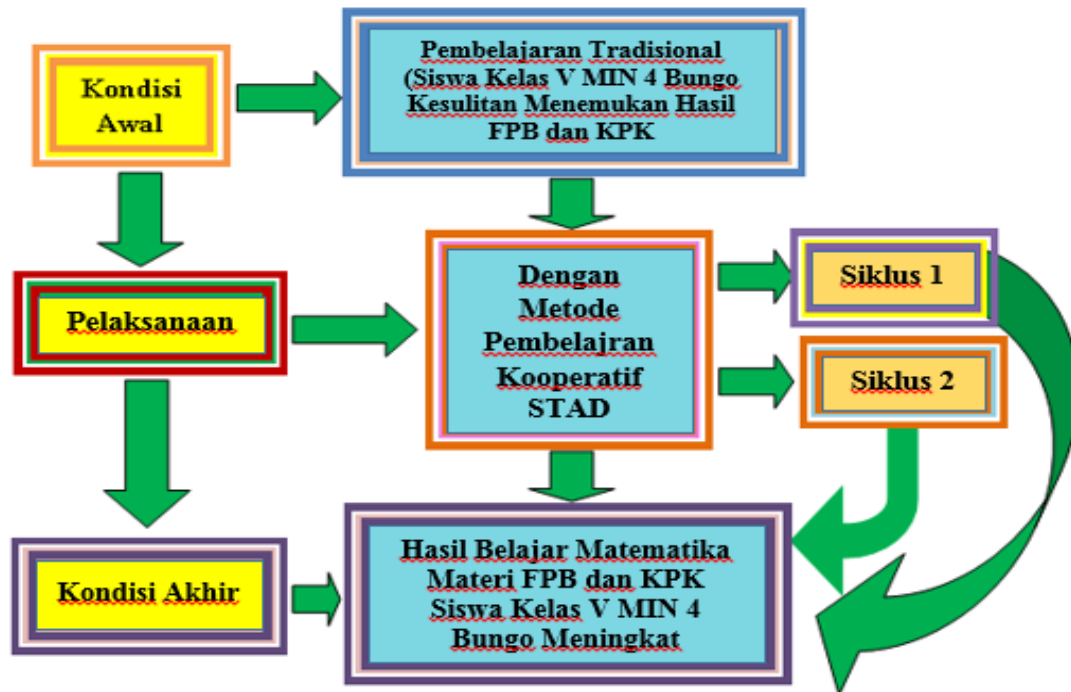 Kondisi
Awal
Pembelajaran Tradisional
(Siswa Kelas V MIN 4 Bungo
Kesulitan Menemukan Hasil
FPB dan KPK
Pelaksanaan
Dengan
Metode
Pembelajran
Kooperatif
STAD
Siklus 1
Siklus 2
Kondisi Akhir
Hasil Belajar Matematika
Materi FPB dan KPK
Siswa Kelas V MIN 4
Bungo Meningkat